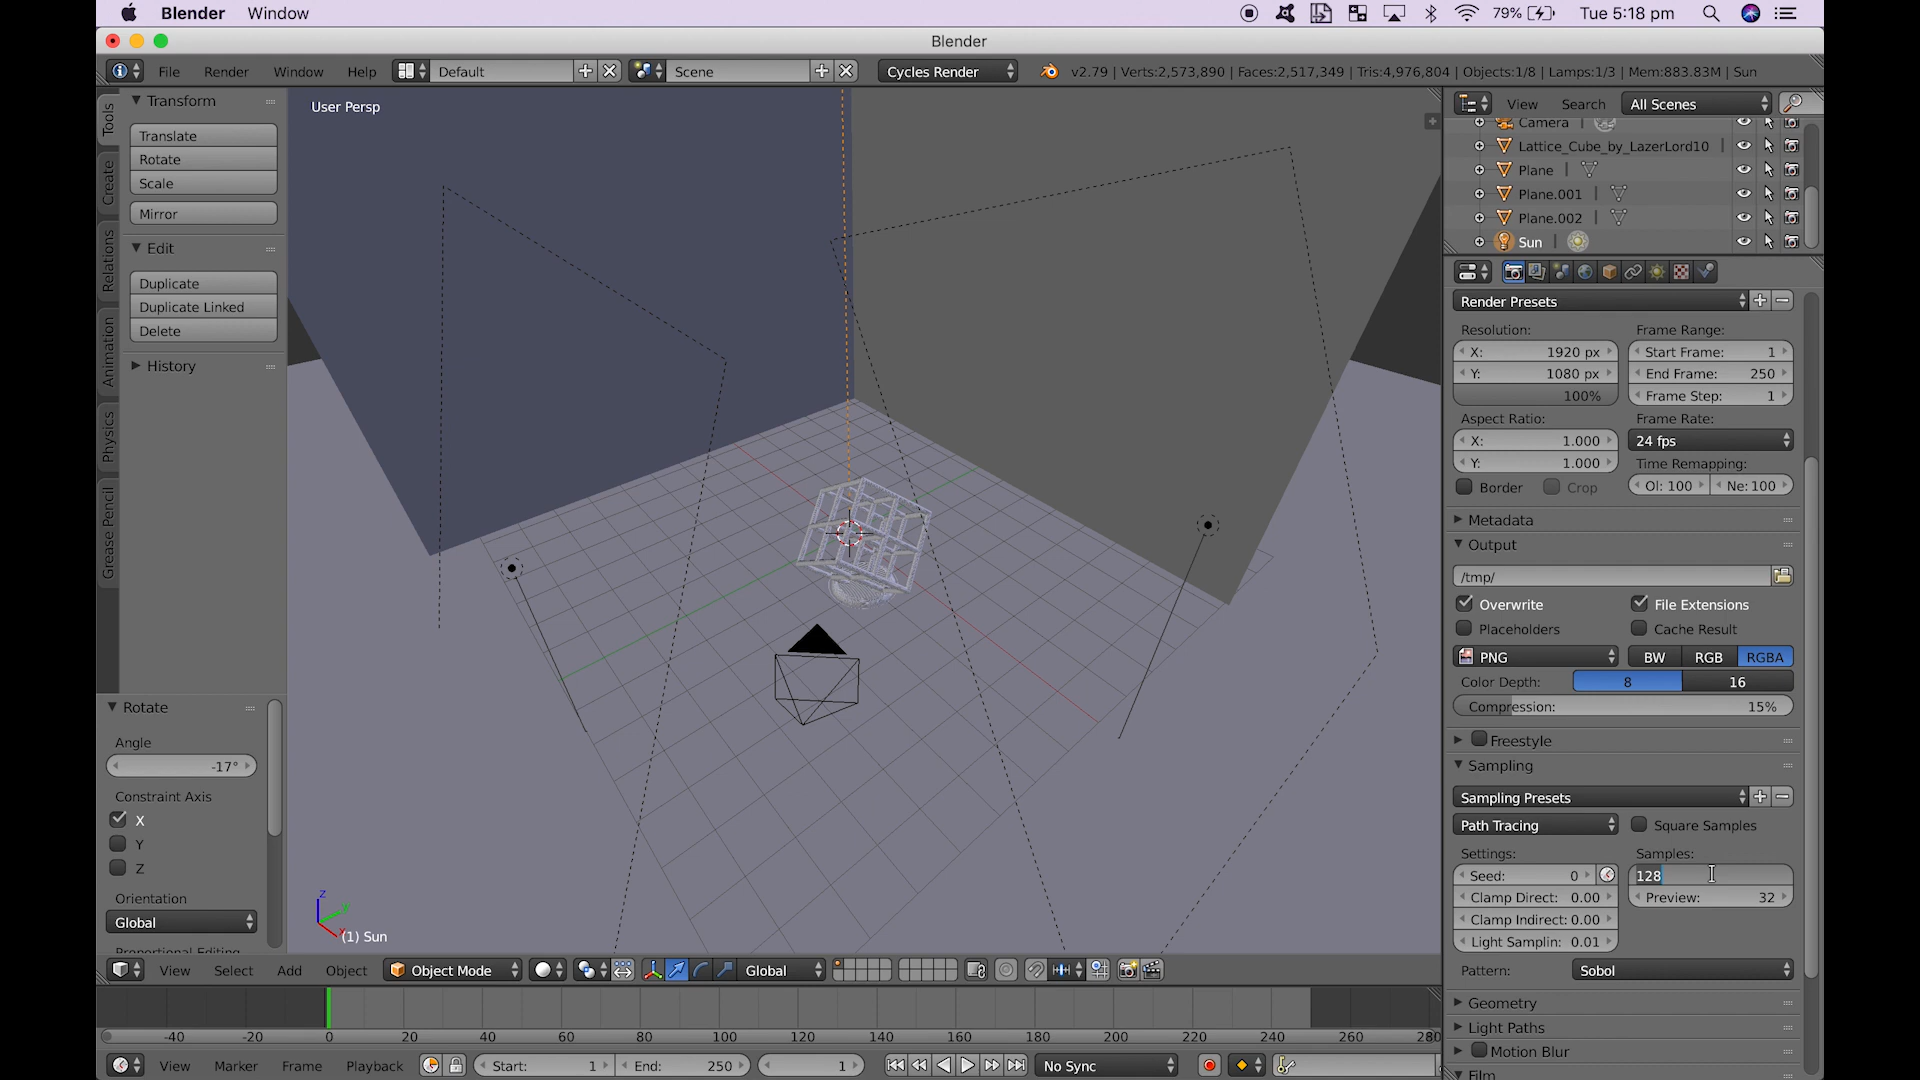 Blender Window 79% Tue 5:18 pm
Blender
File Render Window Help Default Scene Cycles Render v2.79 | Verts:2,573,890 | Faces:2,517,349 | Tris:4,976,804 | Objects:1/8 | Lamps:1/3 | Mem:883.83M | Sun
Tools
Create
Relations
Animation
Physics
Grease Pencil
Transform
Translate
Rotate
Scale
Mirror
Edit
Duplicate
Duplicate Linked
Delete
History
Rotate
Angle
-17°
Constraint Axis
X
Y
Z
Orientation
Global
Proportional Editing
User Persp
z
y
x
(1) Sun
View Search All Scenes
Camera
Lattice_Cube_by_LazerLord10
Plane
Plane.001
Plane.002
Sun
Render Presets
Resolution: Frame Range:
X: 1920 px Start Frame: 1
Y: 1080 px End Frame: 250
100% Frame Step: 1
Aspect Ratio: Frame Rate:
X: 1.000 24 fps
Y: 1.000 Time Remapping:
Border Crop Ol: 100 Ne: 100
Metadata
Output
/tmp/
Overwrite File Extensions
Placeholders Cache Result
PNG BW RGB RGBA
Color Depth: 8 16
Compression: 15%
Freestyle
Sampling
Sampling Presets
Path Tracing Square Samples
Settings: Samples:
Seed: 0 128
Clamp Direct: 0.00 Preview: 32
Clamp Indirect: 0.00
Light Samplin: 0.01
Pattern: Sobol
Geometry
Light Paths
Motion Blur
Film
View Select Add Object Object Mode Global
-40 -20 0 20 40 60 80 100 120 140 160 180 200 220 240 260 280
View Marker Frame Playback Start: 1 End: 250 1 No Sync